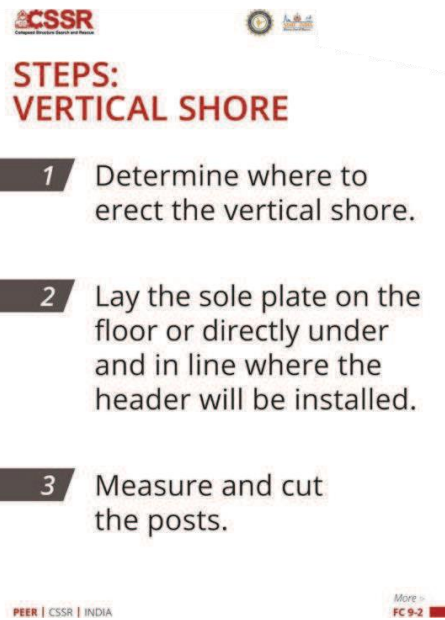 CSSR
Collapsed Structure Search and Rescue
STEPS:
VERTICAL SHORE
1 Determine where to
erect the vertical shore.
2 Lay the sole plate on the
floor or directly under
and in line where the
header will be installed.
3 Measure and cut
the posts.
More
PEER | CSSR | INDIA
FC 9-2